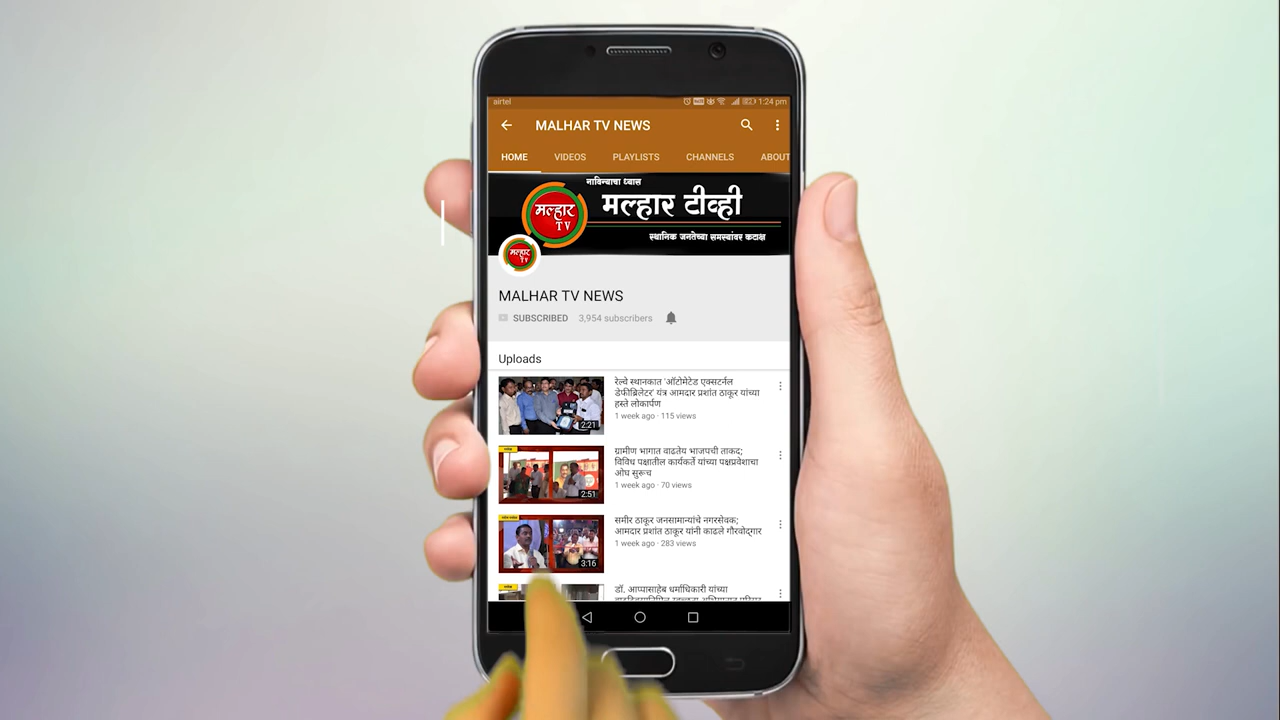 airtel
1:24 pm
MALHAR TV NEWS
HOME VIDEOS PLAYLISTS CHANNELS ABOUT
नाविन्याचा ध्यास
मल्हार टीव्ही
मल्हार
TV
स्थानिक जनतेच्या समस्यांवर कटाक्ष
मल्हार
TV
MALHAR TV NEWS
SUBSCRIBED 3,954 subscribers
Uploads
रेल्वे स्थानकात 'ऑटोमेटेड एक्सटर्नल
डेफीब्रिलेटर' यंत्र आमदार प्रशांत ठाकूर यांच्या
हस्ते लोकार्पण
1 week ago · 115 views
2:21
ग्रामीण भागात वाढतेय भाजपची ताकद;
विविध पक्षातील कार्यकर्ते यांच्या पक्षप्रवेशाचा
ओघ सुरूच
1 week ago · 70 views
2:51
समीर ठाकूर जनसामान्यांचे नगरसेवक;
आमदार प्रशांत ठाकूर यांनी काढले गौरवोद्गार
1 week ago · 283 views
3:16
डॉ. आप्पासाहेब धर्माधिकारी यांच्या